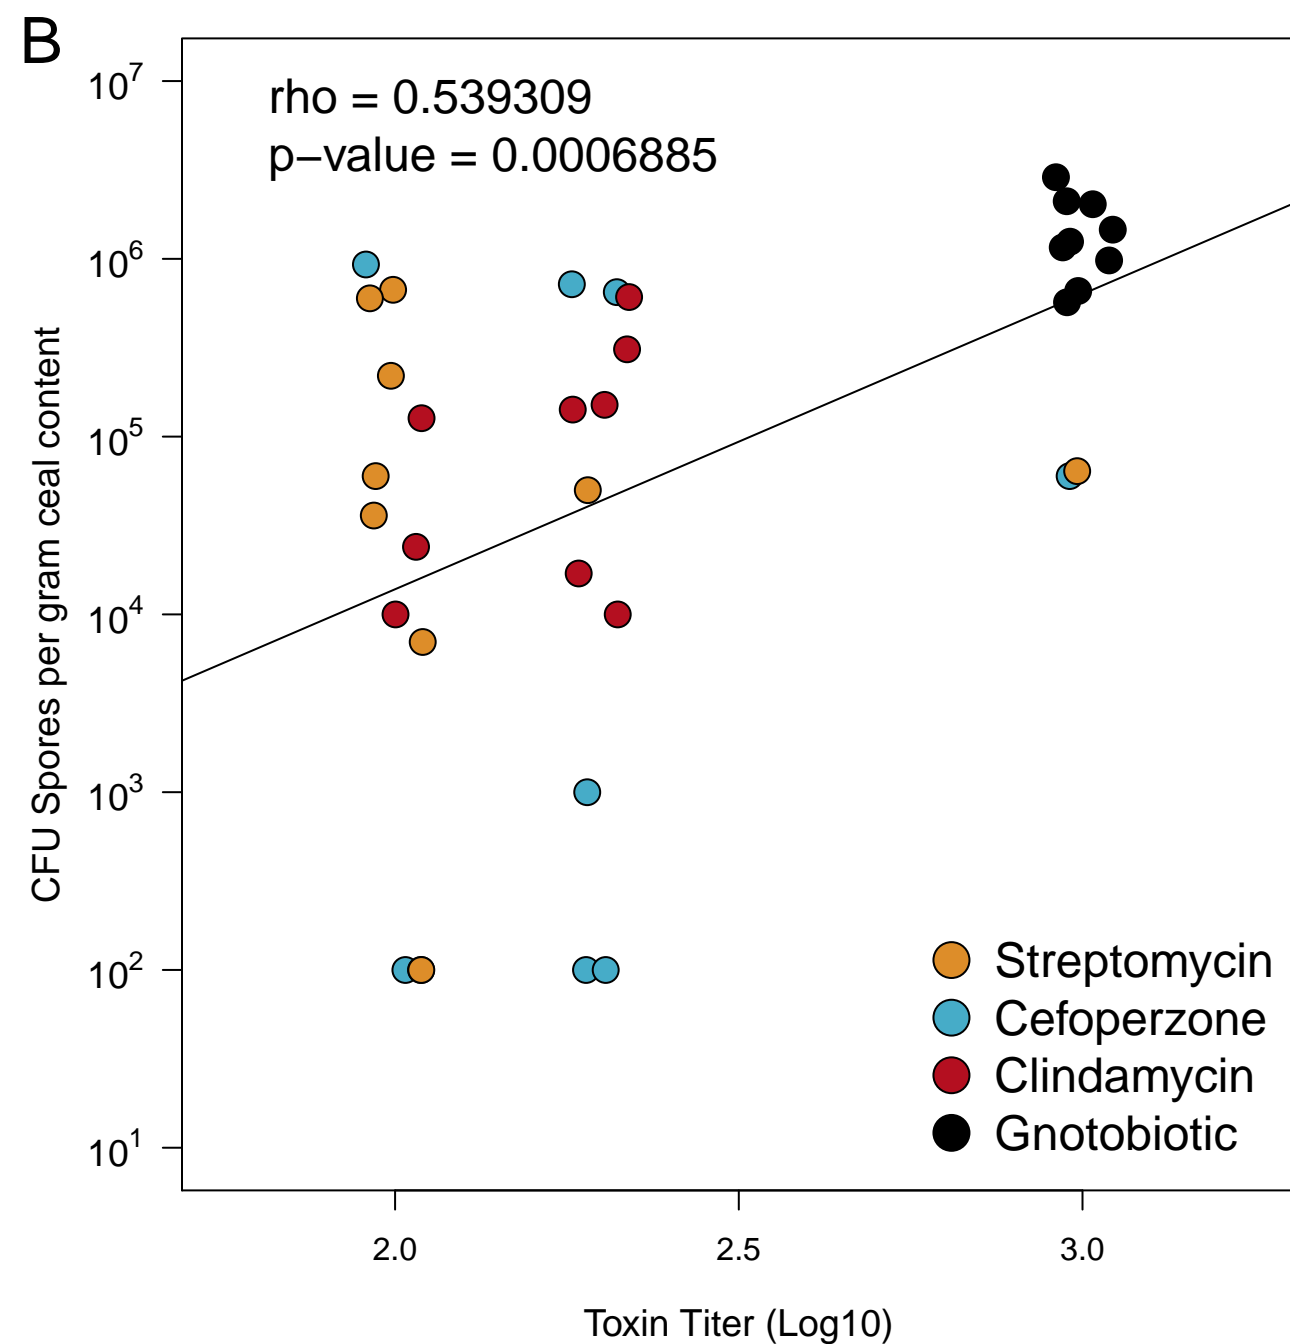 B
rho = 0.539309
p−value = 0.0006885
CFU Spores per gram ceal content
10^7
10^6
10^5
10^4
10^3
10^2
10^1
Streptomycin
Cefoperzone
Clindamycin
Gnotobiotic
2.0 2.5 3.0
Toxin Titer (Log10)